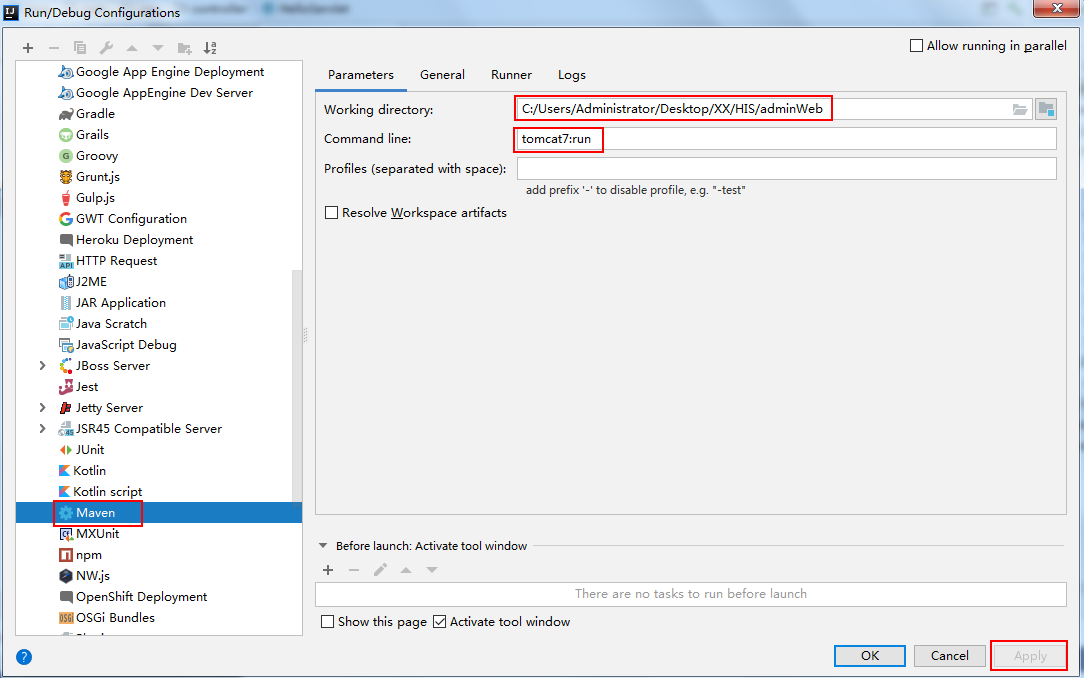 Run/Debug Configurations
Allow running in parallel
Google App Engine Deployment
Google AppEngine Dev Server
Gradle
Grails
Groovy
Grunt.js
Gulp.js
GWT Configuration
Heroku Deployment
HTTP Request
J2ME
JAR Application
Java Scratch
JavaScript Debug
JBoss Server
Jest
Jetty Server
JSR45 Compatible Server
JUnit
Kotlin
Kotlin script
Maven
MXUnit
npm
NW.js
OpenShift Deployment
OSGi Bundles
Parameters General Runner Logs
Working directory: C:/Users/Administrator/Desktop/XX/HIS/adminWeb
Command line: tomcat7:run
Profiles (separated with space):
add prefix '-' to disable profile, e.g. "-test"
Resolve Workspace artifacts
Before launch: Activate tool window
There are no tasks to run before launch
Show this page Activate tool window
OK Cancel Apply